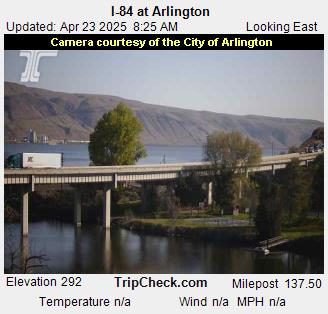 I-84 at Arlington
Updated: Apr 23 2025 8:25 AM Looking East
Camera courtesy of the City of Arlington
Elevation 292 TripCheck.com Milepost 137.50
Temperature n/a Wind n/a MPH n/a